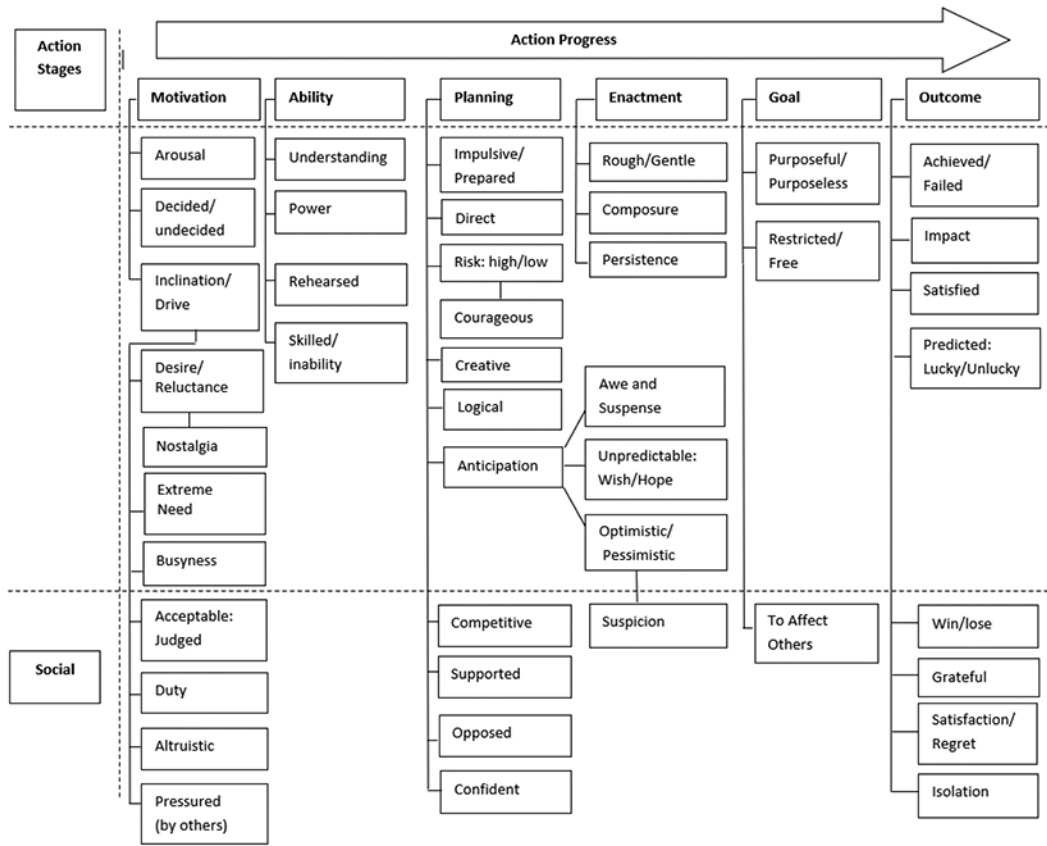 Action Progress
Action
Stages
Motivation
Ability
Planning
Enactment
Goal
Outcome
Arousal
Decided/
undecided
Inclination/
Drive
Desire/
Reluctance
Nostalgia
Extreme
Need
Busyness
Understanding
Power
Rehearsed
Skilled/
inability
Impulsive/
Prepared
Direct
Risk: high/low
Courageous
Creative
Logical
Anticipation
Rough/Gentle
Composure
Persistence
Awe and
Suspense
Unpredictable:
Wish/Hope
Optimistic/
Pessimistic
Purposeful/
Purposeless
Restricted/
Free
Achieved/
Failed
Impact
Satisfied
Predicted:
Lucky/Unlucky
Social
Acceptable:
Judged
Duty
Altruistic
Pressured
(by others)
Competitive
Supported
Opposed
Confident
Suspicion
To Affect
Others
Win/lose
Grateful
Satisfaction/
Regret
Isolation